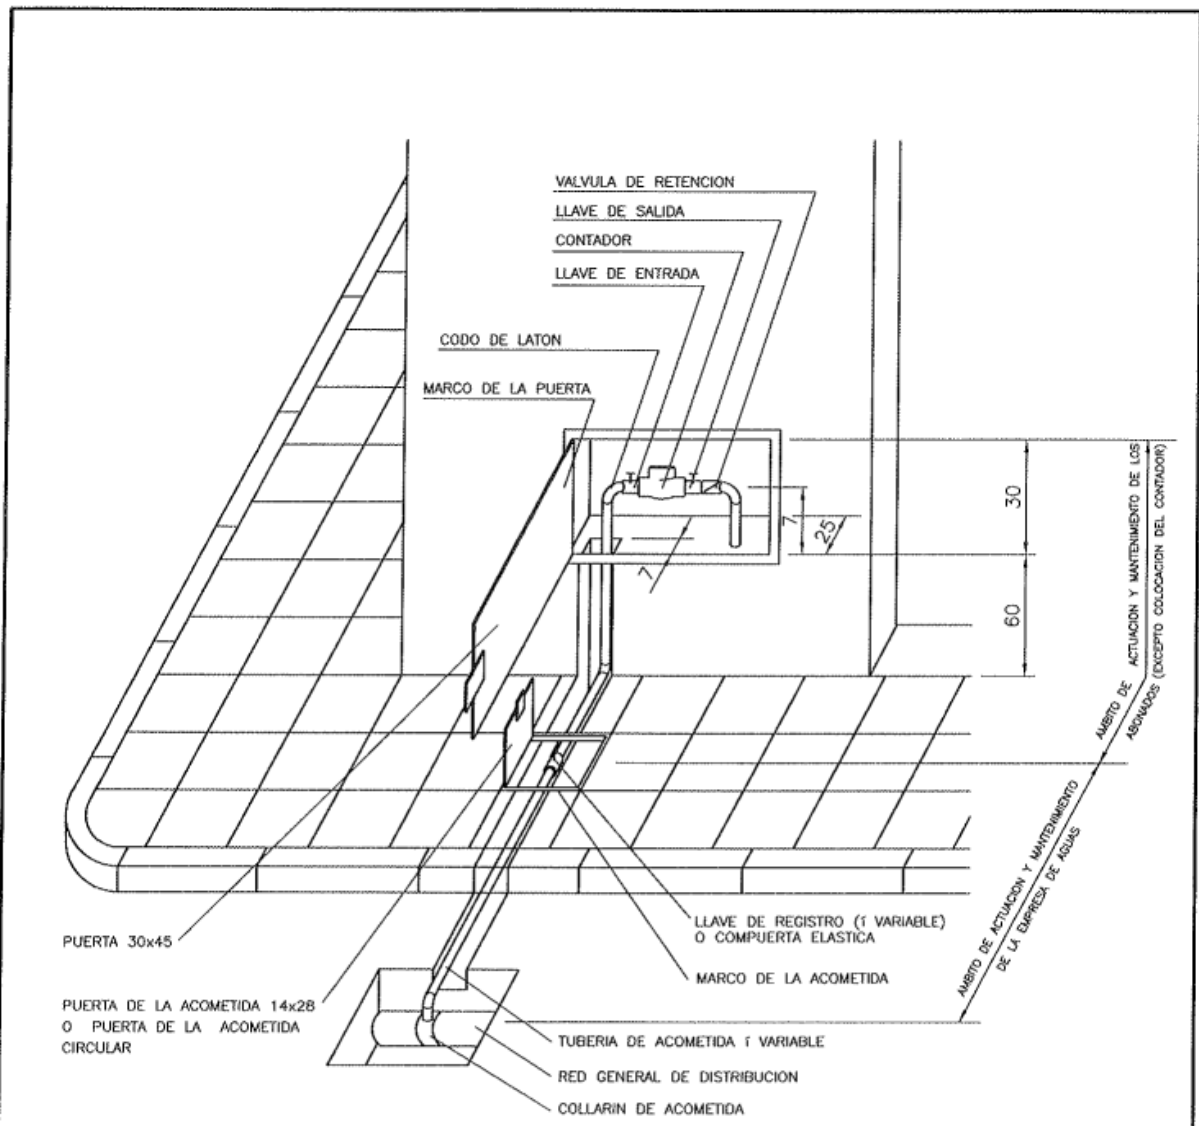 VALVULA DE RETENCION
LLAVE DE SALIDA
CONTADOR
LLAVE DE ENTRADA
CODO DE LATON
MARCO DE LA PUERTA
30
7
25
7
60
AMBITO DE ACTUACION Y MANTENIMIENTO DE LOS
ABONADOS (EXCEPTO COLOCACION DEL CONTADOR)
AMBITO DE ACTUACION Y MANTENIMIENTO
DE LA EMPRESA DE AGUAS
PUERTA 30x45
LLAVE DE REGISTRO (1 VARIABLE)
O COMPUERTA ELASTICA
MARCO DE LA ACOMETIDA
PUERTA DE LA ACOMETIDA 14x28
O PUERTA DE LA ACOMETIDA
CIRCULAR
TUBERIA DE ACOMETIDA 1 VARIABLE
RED GENERAL DE DISTRIBUCION
COLLARIN DE ACOMETIDA